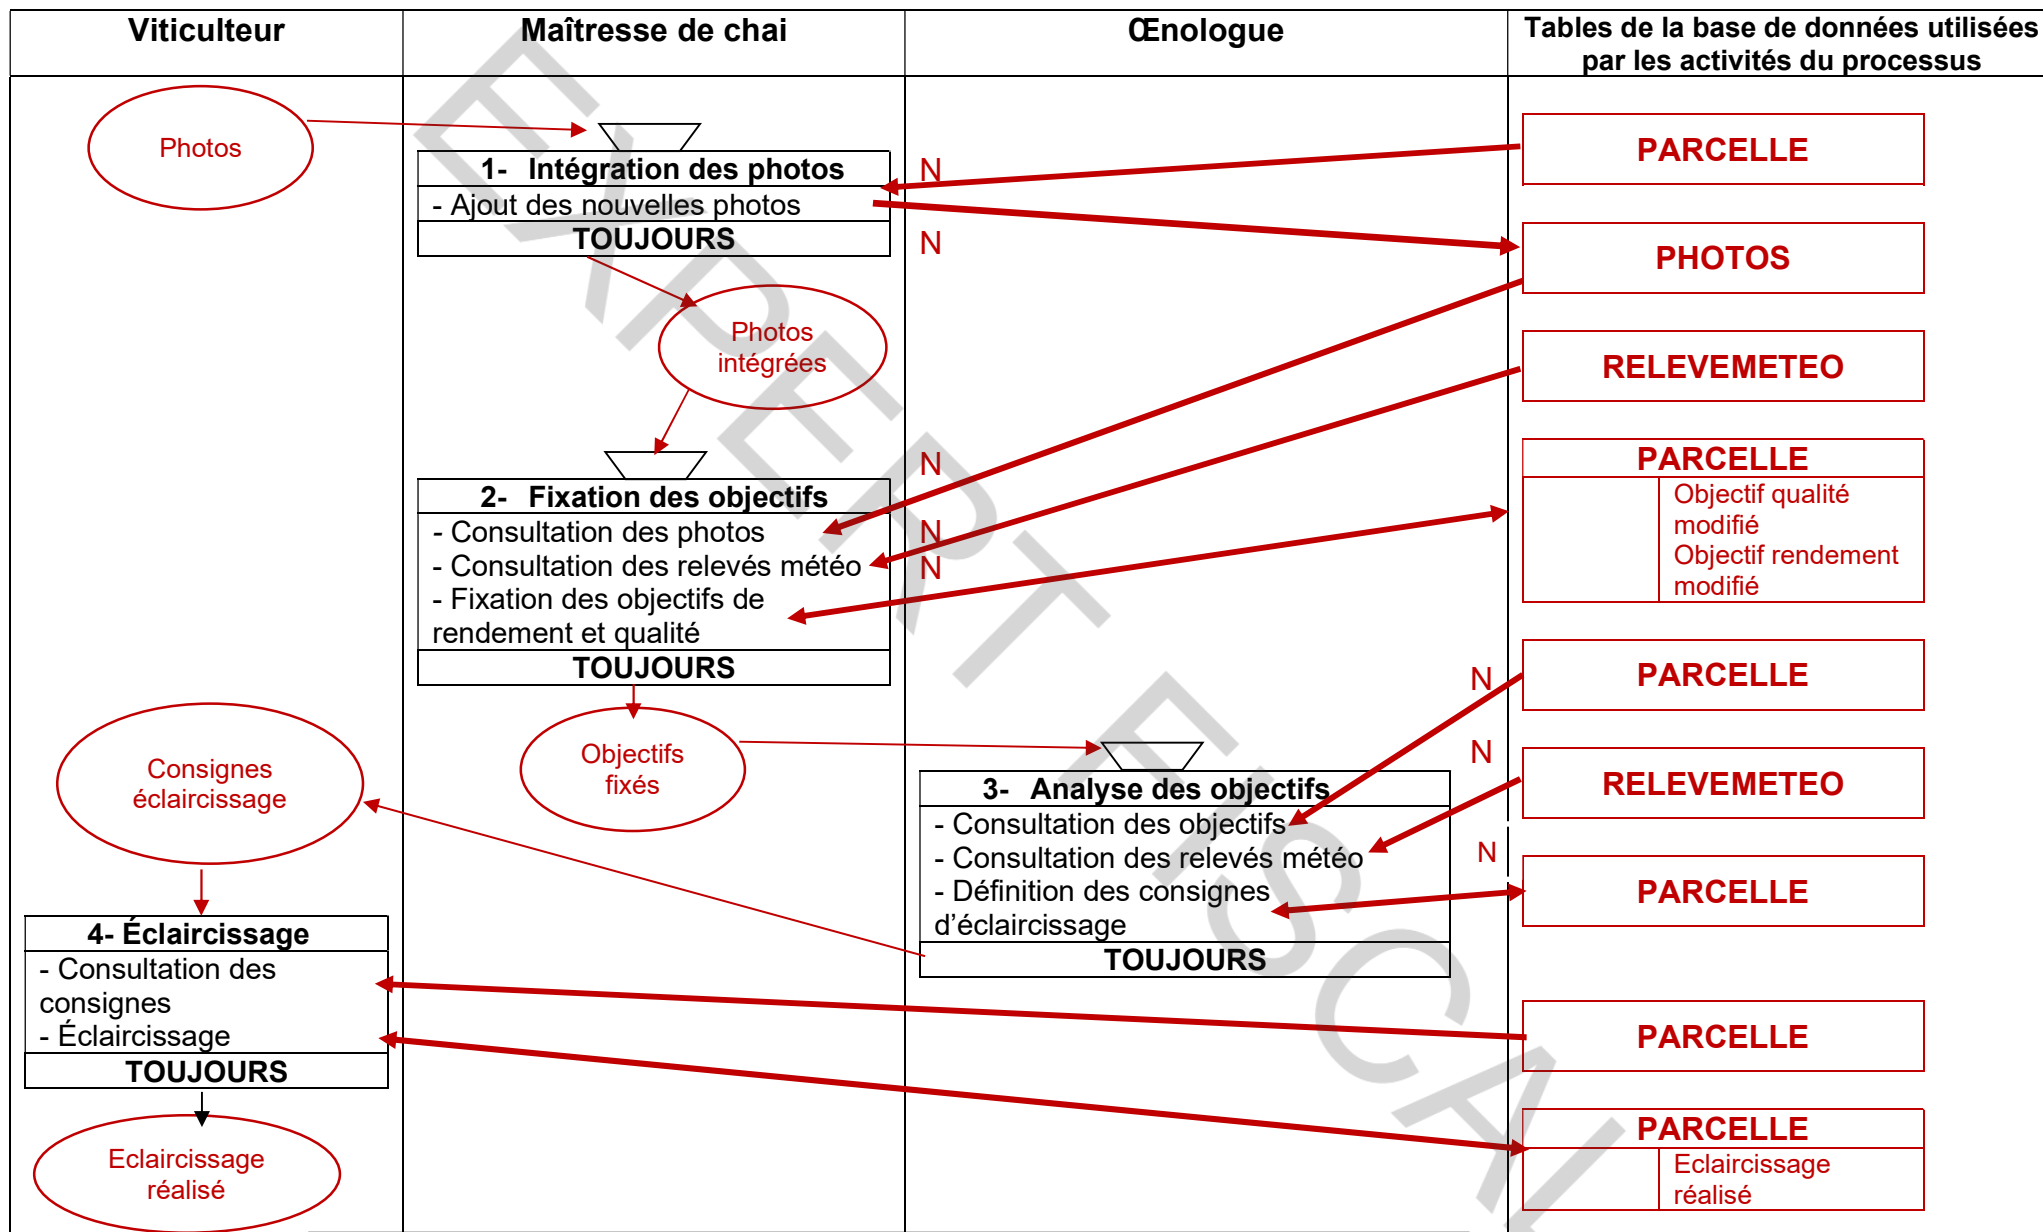 Viticulteur
Maîtresse de chai
Œnologue
Tables de la base de données utilisées
par les activités du processus
Photos
1- Intégration des photos
- Ajout des nouvelles photos
TOUJOURS
N
N
PARCELLE
PHOTOS
Photos
intégrées
RELEVEMETEO
2- Fixation des objectifs
- Consultation des photos
- Consultation des relevés météo
- Fixation des objectifs de
rendement et qualité
TOUJOURS
N
N
N
PARCELLE
Objectif qualité
modifié
Objectif rendement
modifié
Objectifs
fixés
3- Analyse des objectifs
- Consultation des objectifs
- Consultation des relevés météo
- Définition des consignes
d’éclaircissage
TOUJOURS
N
N
N
PARCELLE
RELEVEMETEO
PARCELLE
Consignes
éclaircissage
4- Éclaircissage
- Consultation des
consignes
- Éclaircissage
TOUJOURS
PARCELLE
PARCELLE
Eclaircissage
réalisé
Eclaircissage
réalisé
EXPERT FISCAL